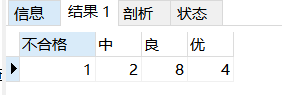 信息 结果 1 剖析 状态
不合格 中 良 优
1 2 8 4